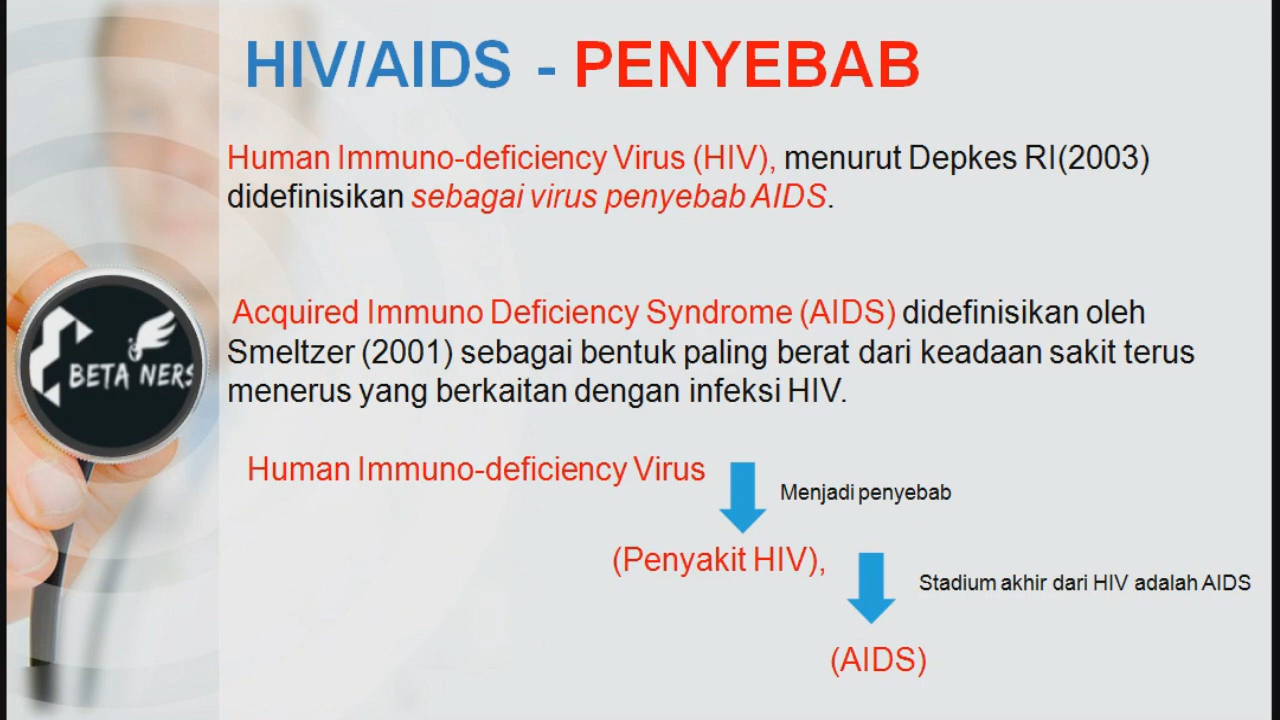 HIV/AIDS - PENYEBAB
Human Immuno-deficiency Virus (HIV), menurut Depkes RI(2003)
didefinisikan sebagai virus penyebab AIDS.
Acquired Immuno Deficiency Syndrome (AIDS) didefinisikan oleh
Smeltzer (2001) sebagai bentuk paling berat dari keadaan sakit terus
menerus yang berkaitan dengan infeksi HIV.
BETA NERS
Human Immuno-deficiency Virus
Menjadi penyebab
(Penyakit HIV),
Stadium akhir dari HIV adalah AIDS
(AIDS)